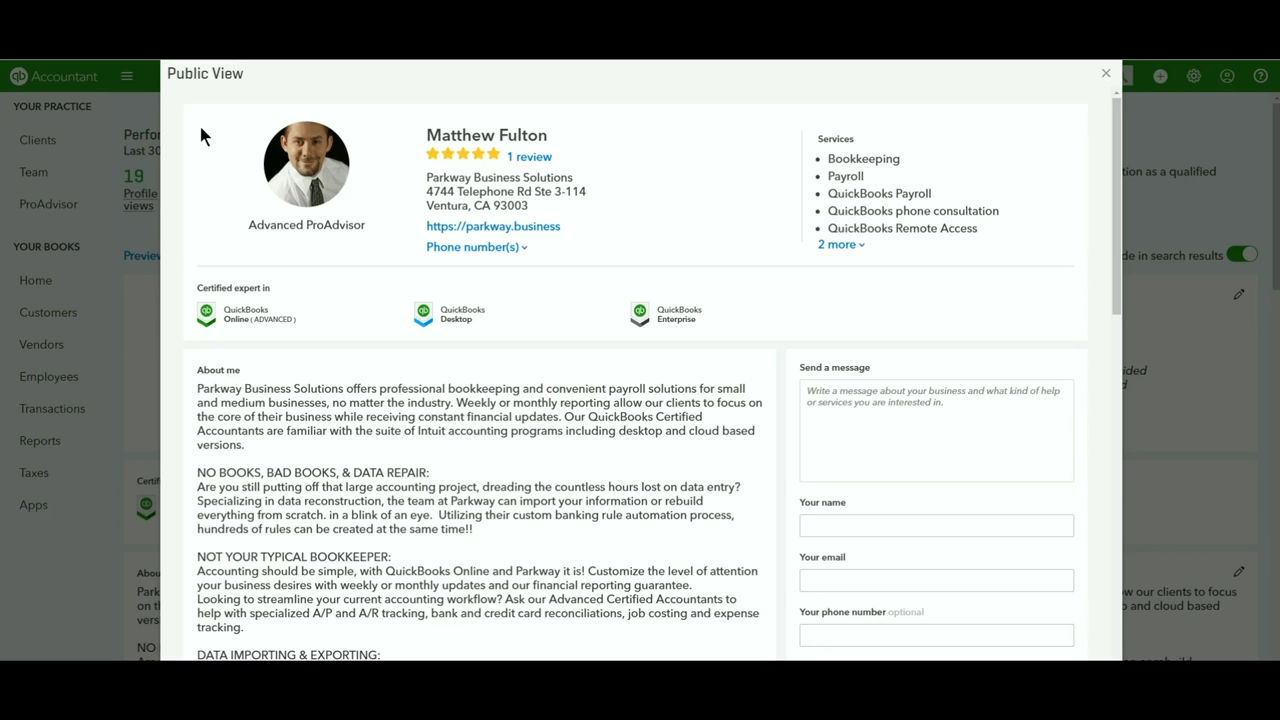 qb Accountant
Public View
YOUR PRACTICE
Clients
Team
ProAdvisor
YOUR BOOKS
Home
Customers
Vendors
Employees
Transactions
Reports
Taxes
Apps
Last 30
19
Profile
views
Matthew Fulton
1 review
Parkway Business Solutions
4744 Telephone Rd Ste 3-114
Ventura, CA 93003
https://parkway.business
Phone number(s)
Advanced ProAdvisor
Services
Bookkeeping
Payroll
QuickBooks Payroll
QuickBooks phone consultation
QuickBooks Remote Access
2 more
tion as a qualified
de in search results
Certified expert in
QuickBooks
Online ( ADVANCED )
QuickBooks
Desktop
QuickBooks
Enterprise
About me
Parkway Business Solutions offers professional bookkeeping and convenient payroll solutions for small
and medium businesses, no matter the industry. Weekly or monthly reporting allow our clients to focus on
the core of their business while receiving constant financial updates. Our QuickBooks Certified
Accountants are familiar with the suite of Intuit accounting programs including desktop and cloud based
versions.
NO BOOKS, BAD BOOKS, & DATA REPAIR:
Are you still putting off that large accounting project, dreading the countless hours lost on data entry?
Specializing in data reconstruction, the team at Parkway can import your information or rebuild
everything from scratch. in a blink of an eye.  Utilizing their custom banking rule automation process,
hundreds of rules can be created at the same time!!
NOT YOUR TYPICAL BOOKKEEPER:
Accounting should be simple, with QuickBooks Online and Parkway it is! Customize the level of attention
your business desires with weekly or monthly updates and our financial reporting guarantee.
Looking to streamline your current accounting workflow? Ask our Advanced Certified Accountants to
help with specialized A/P and A/R tracking, bank and credit card reconciliations, job costing and expense
tracking.
DATA IMPORTING & EXPORTING:
Send a message
Write a message about your business and what kind of help
or services you are interested in.
Your name
Your email
Your phone number optional
w our clients to focus
and cloud based